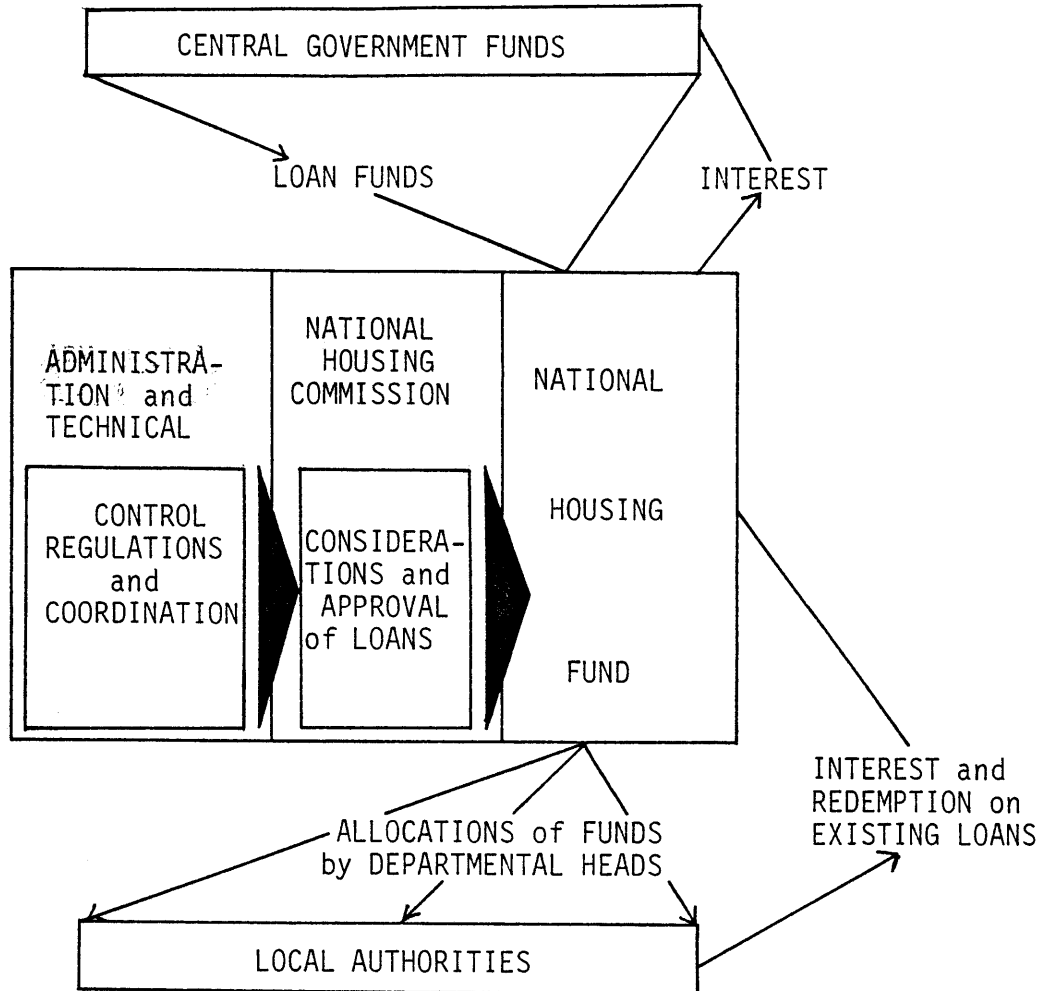 CENTRAL GOVERNMENT FUNDS
LOAN FUNDS
INTEREST
ADMINISTRA-
TION and
TECHNICAL
CONTROL
REGULATIONS
and
COORDINATION
NATIONAL
HOUSING
COMMISSION
CONSIDERA-
TIONS and
APPROVAL
of LOANS
NATIONAL
HOUSING
FUND
INTEREST and
REDEMPTION on
EXISTING LOANS
ALLOCATIONS of FUNDS
by DEPARTMENTAL HEADS
LOCAL AUTHORITIES